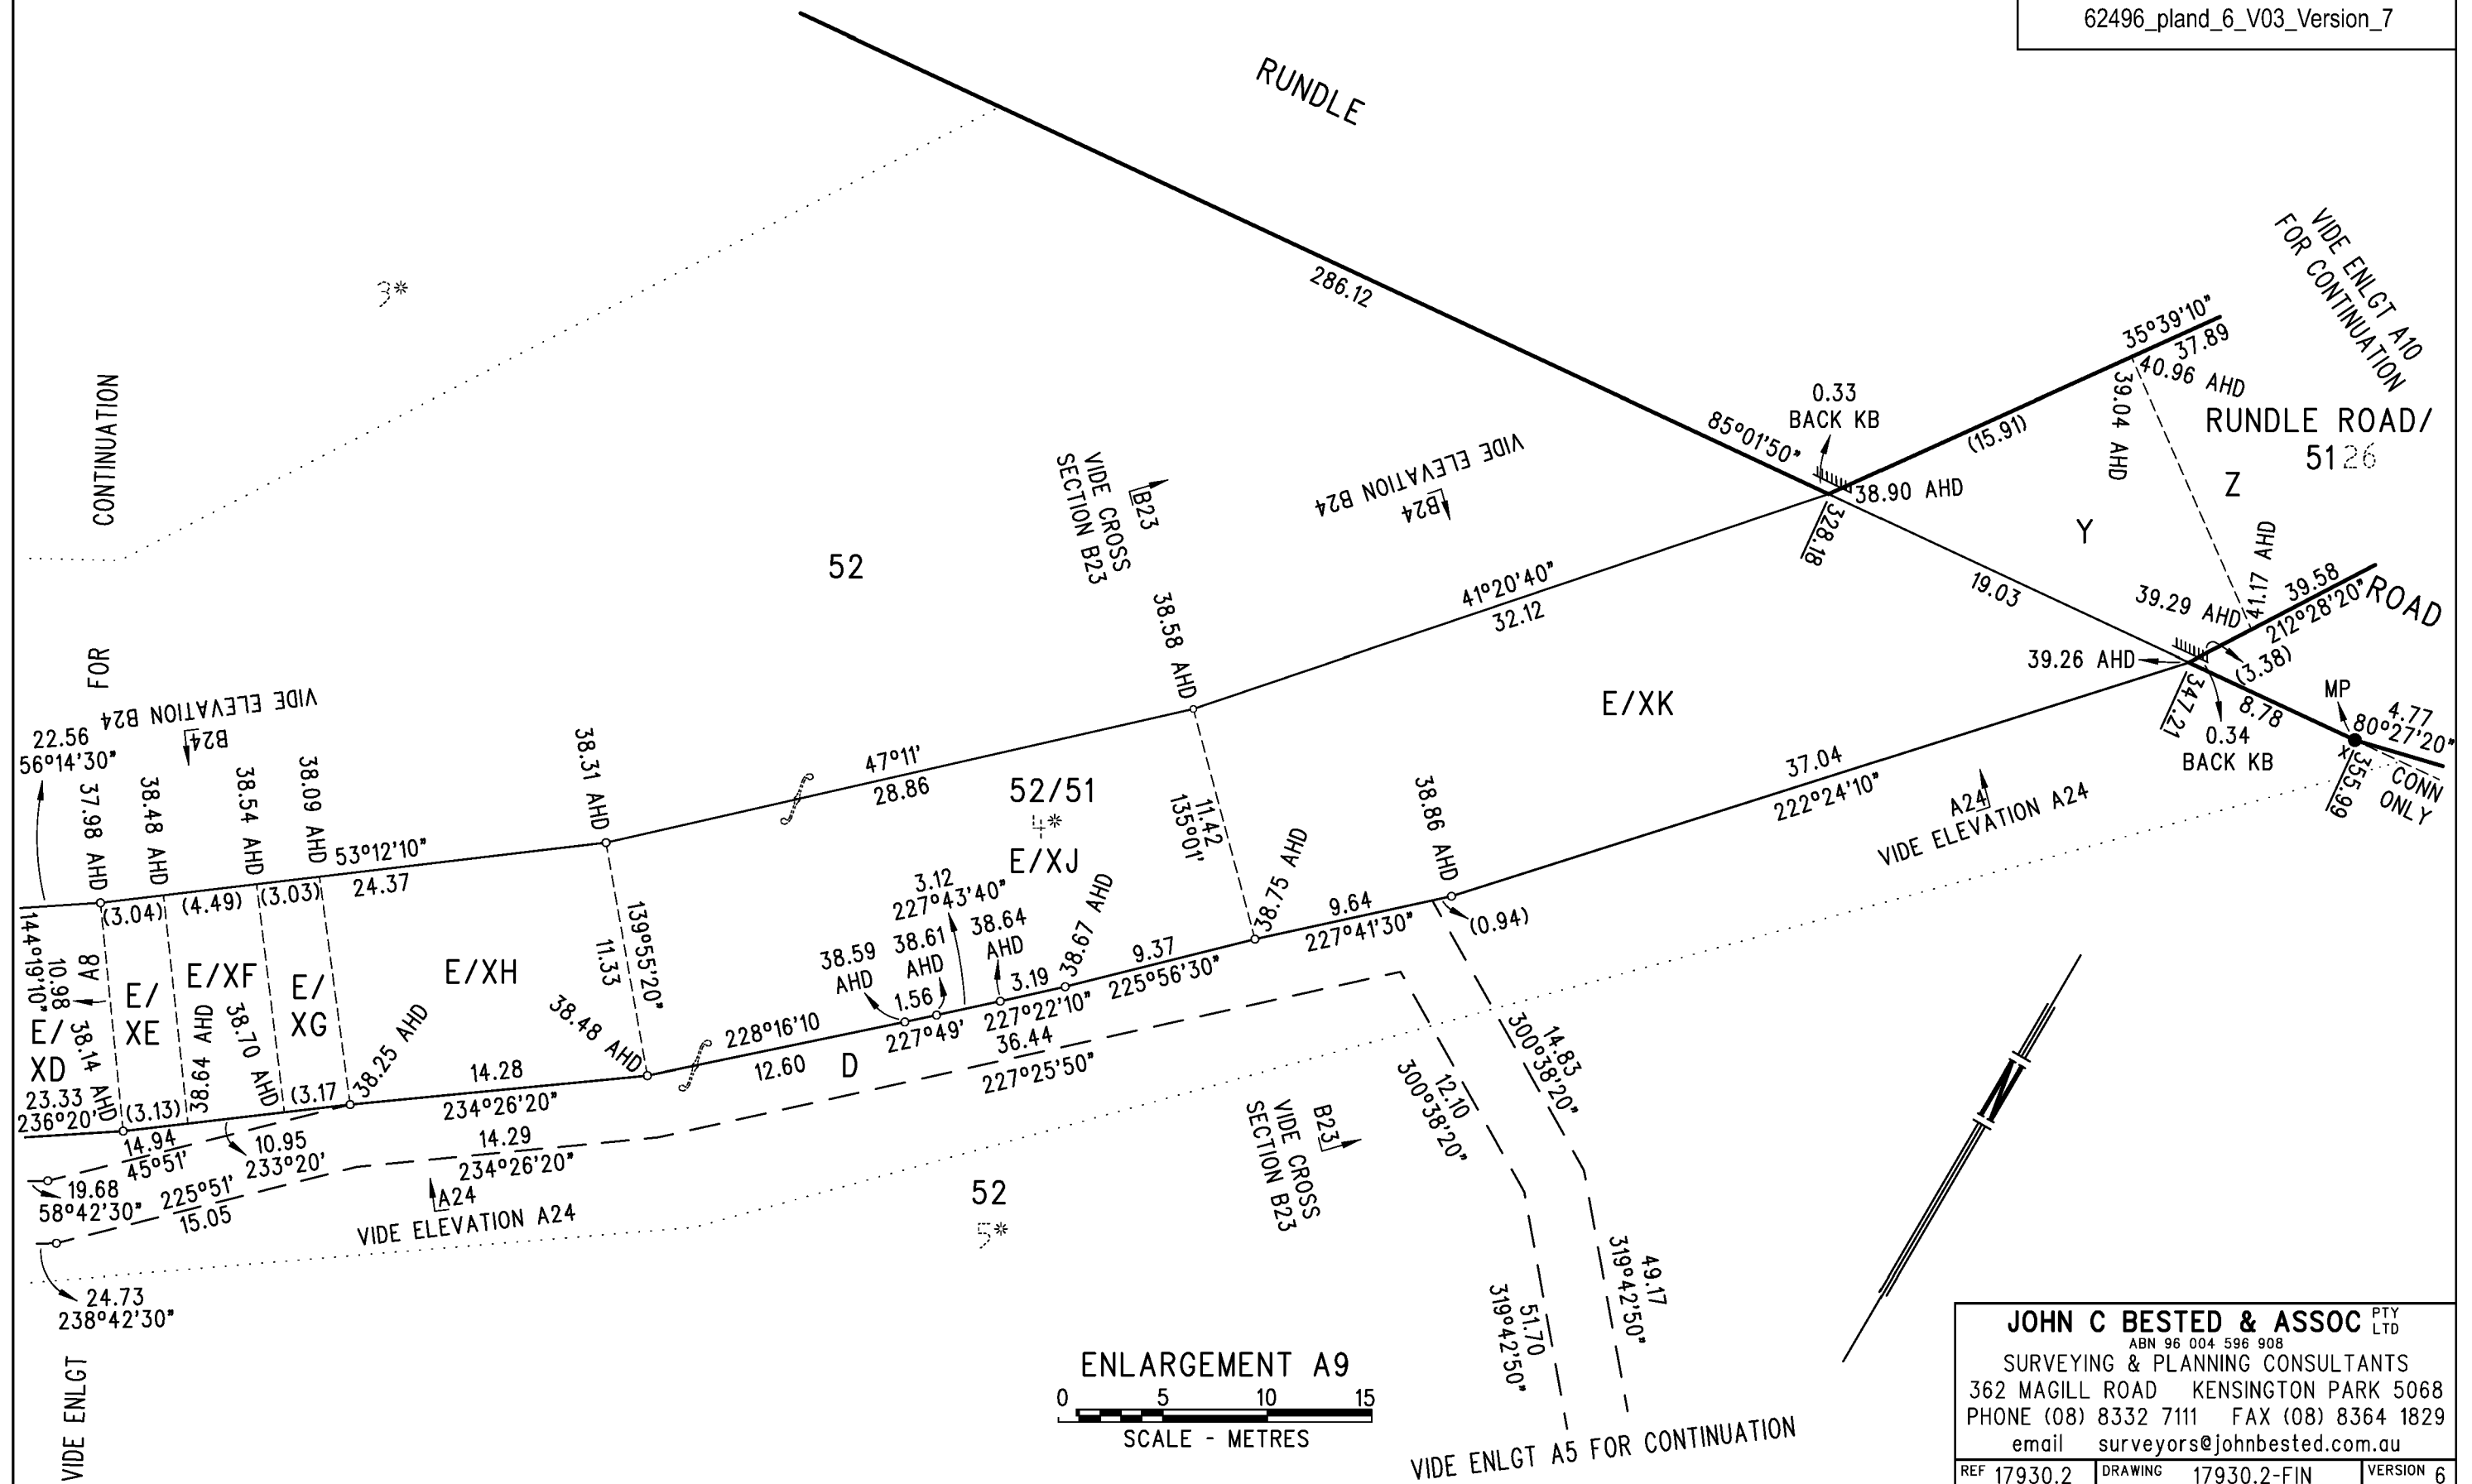 62496_pland_6_V03_Version_7
RUNDLE
286.12
85°01'50"
3*
CONTINUATION
FOR
VIDE ENLGT A10
FOR CONTINUATION
35°39'10"
37.89
40.96 AHD
39.04 AHD
(15.91)
0.33
BACK KB
38.90 AHD
328.18
RUNDLE ROAD/
5126
Z
Y
19.03
41.17 AHD
39.29 AHD
39.58
212°28'20"
ROAD
(3.38)
39.26 AHD
347.21
8.78
0.34
BACK KB
MP
4.77
80°27'20"
X
355.99
CONN
ONLY
VIDE CROSS
SECTION B23
B23
VIDE ELEVATION B24
B24
52
38.58 AHD
41°20'40"
32.12
E/XK
VIDE ELEVATION B24
B24
22.56
56°14'30"
37.98 AHD
38.48 AHD
38.54 AHD
38.09 AHD
38.31 AHD
53°12'10"
24.37
(3.04)
(4.49)
(3.03)
47°11'
28.86
52/51
4*
E/XJ
11.42
135°01'
38.86 AHD
37.04
222°24'10"
A24
VIDE ELEVATION A24
38.75 AHD
9.64
227°41'30"
(0.94)
3.12
227°43'40"
38.59
AHD
38.61
AHD
38.64
AHD
38.67 AHD
1.56
227°49'
3.19
227°22'10"
9.37
225°56'30"
139°55'20"
11.33
144°19'10"
10.98
A8
E/
XD
38.14 AHD
E/
XE
E/XF
38.64 AHD
38.70 AHD
E/
XG
E/XH
38.25 AHD
38.48 AHD
23.33
236°20'
(3.13)
(3.17
14.28
234°26'20"
228°16'10
12.60
D
36.44
227°25'50"
14.94
45°51'
10.95
233°20'
14.29
234°26'20"
19.68
58°42'30"
225°51'
15.05
A24
VIDE ELEVATION A24
24.73
238°42'30"
52
5*
VIDE CROSS
SECTION B23
B23
12.10
300°38'20"
14.83
300°38'20"
51.70
319°42'50"
49.17
319°42'50"
VIDE ENLGT
VIDE ENLGT A5 FOR CONTINUATION
ENLARGEMENT A9
0 5 10 15
SCALE - METRES
JOHN C BESTED & ASSOC PTY LTD
ABN 96 004 596 908
SURVEYING & PLANNING CONSULTANTS
362 MAGILL ROAD KENSINGTON PARK 5068
PHONE (08) 8332 7111 FAX (08) 8364 1829
email surveyors@johnbested.com.au
REF 17930.2 DRAWING 17930.2-FIN VERSION 6